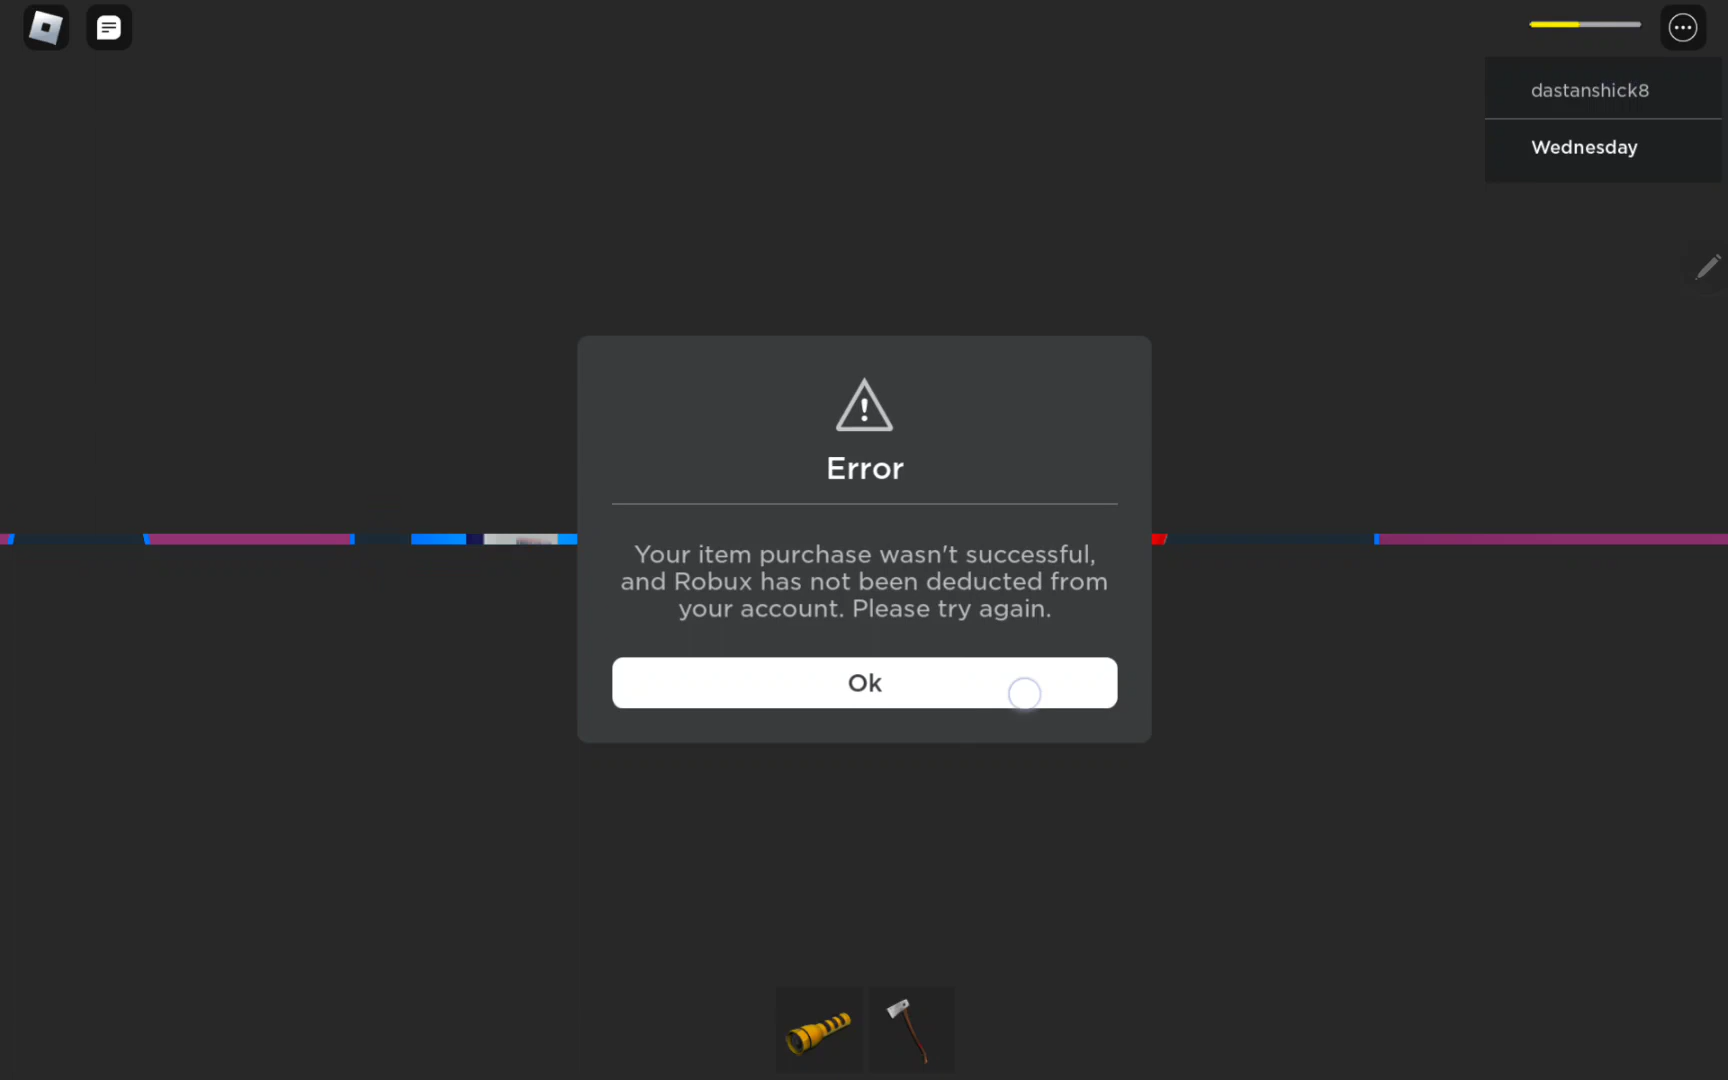 dastanshick8
Wednesday
Error
Your item purchase wasn't successful,
and Robux has not been deducted from
your account. Please try again.
Ok